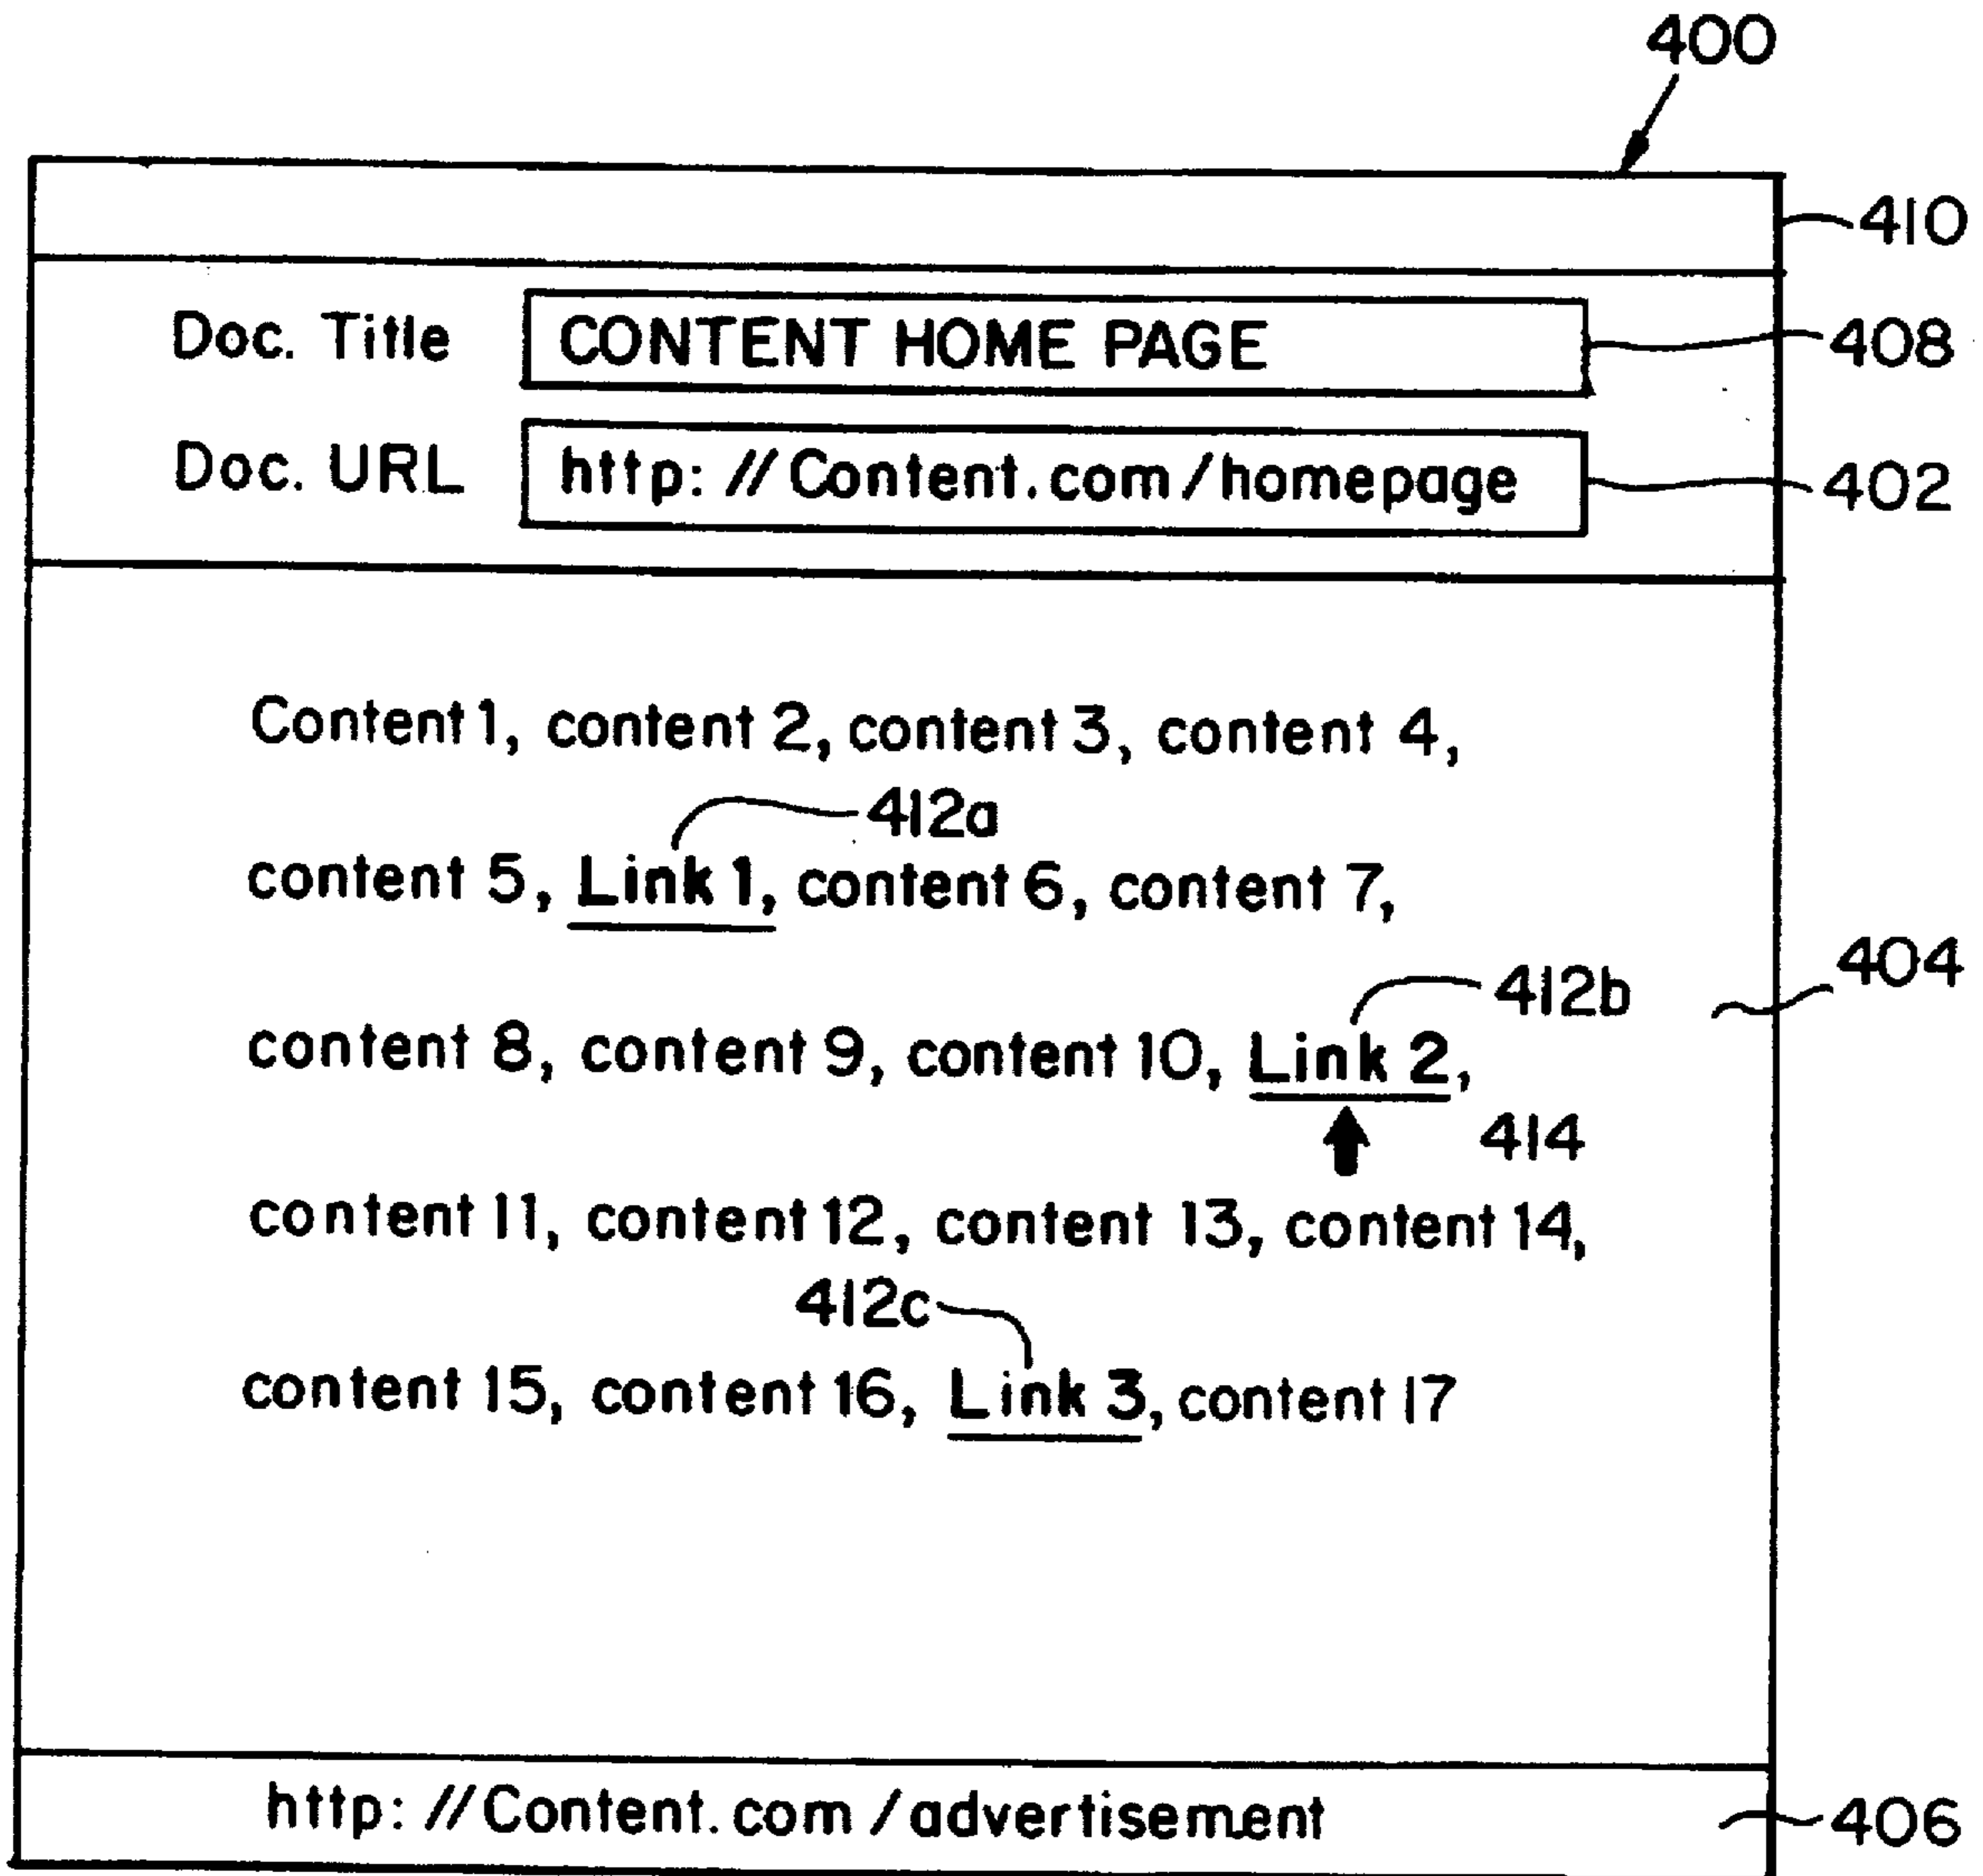 400
410
Doc. Title CONTENT HOME PAGE 408
Doc. URL http: //Content.com/homepage 402
Content 1, content 2, content 3, content 4,
412a
content 5, Link 1, content 6, content 7,
404
412b
content 8, content 9, content 10, Link 2,
414
content 11, content 12, content 13, content 14,
412c
content 15, content 16, Link 3, content 17
http: //Content.com/advertisement 406